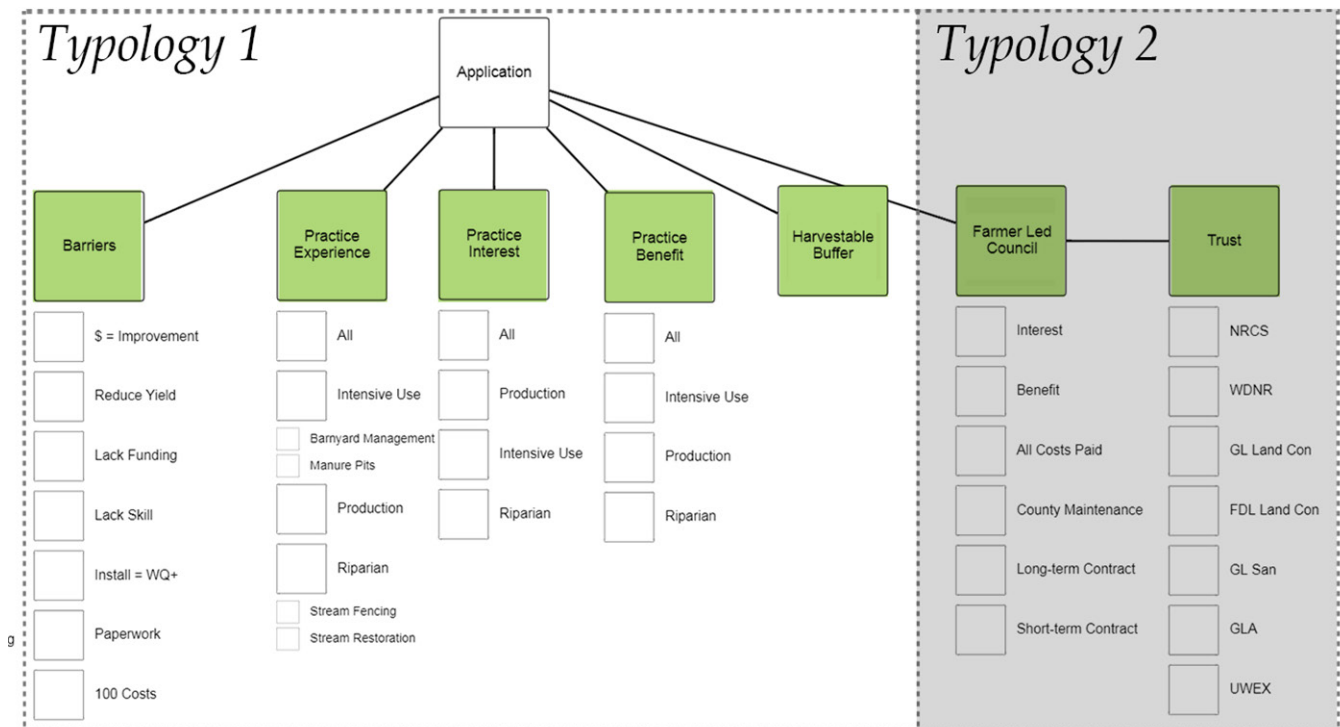 Typology 1
Typology 2
Application
Barriers
Practice
Experience
Practice
Interest
Practice
Benefit
Harvestable
Buffer
Farmer Led
Council
Trust
$ = Improvement
Reduce Yield
Lack Funding
Lack Skill
Install = WQ+
Paperwork
100 Costs
All
Intensive Use
Barnyard Management
Manure Pits
Production
Riparian
Stream Fencing
Stream Restoration
All
Production
Intensive Use
Riparian
All
Intensive Use
Production
Riparian
Interest
Benefit
All Costs Paid
County Maintenance
Long-term Contract
Short-term Contract
NRCS
WDNR
GL Land Con
FDL Land Con
GL San
GLA
UWEX
g